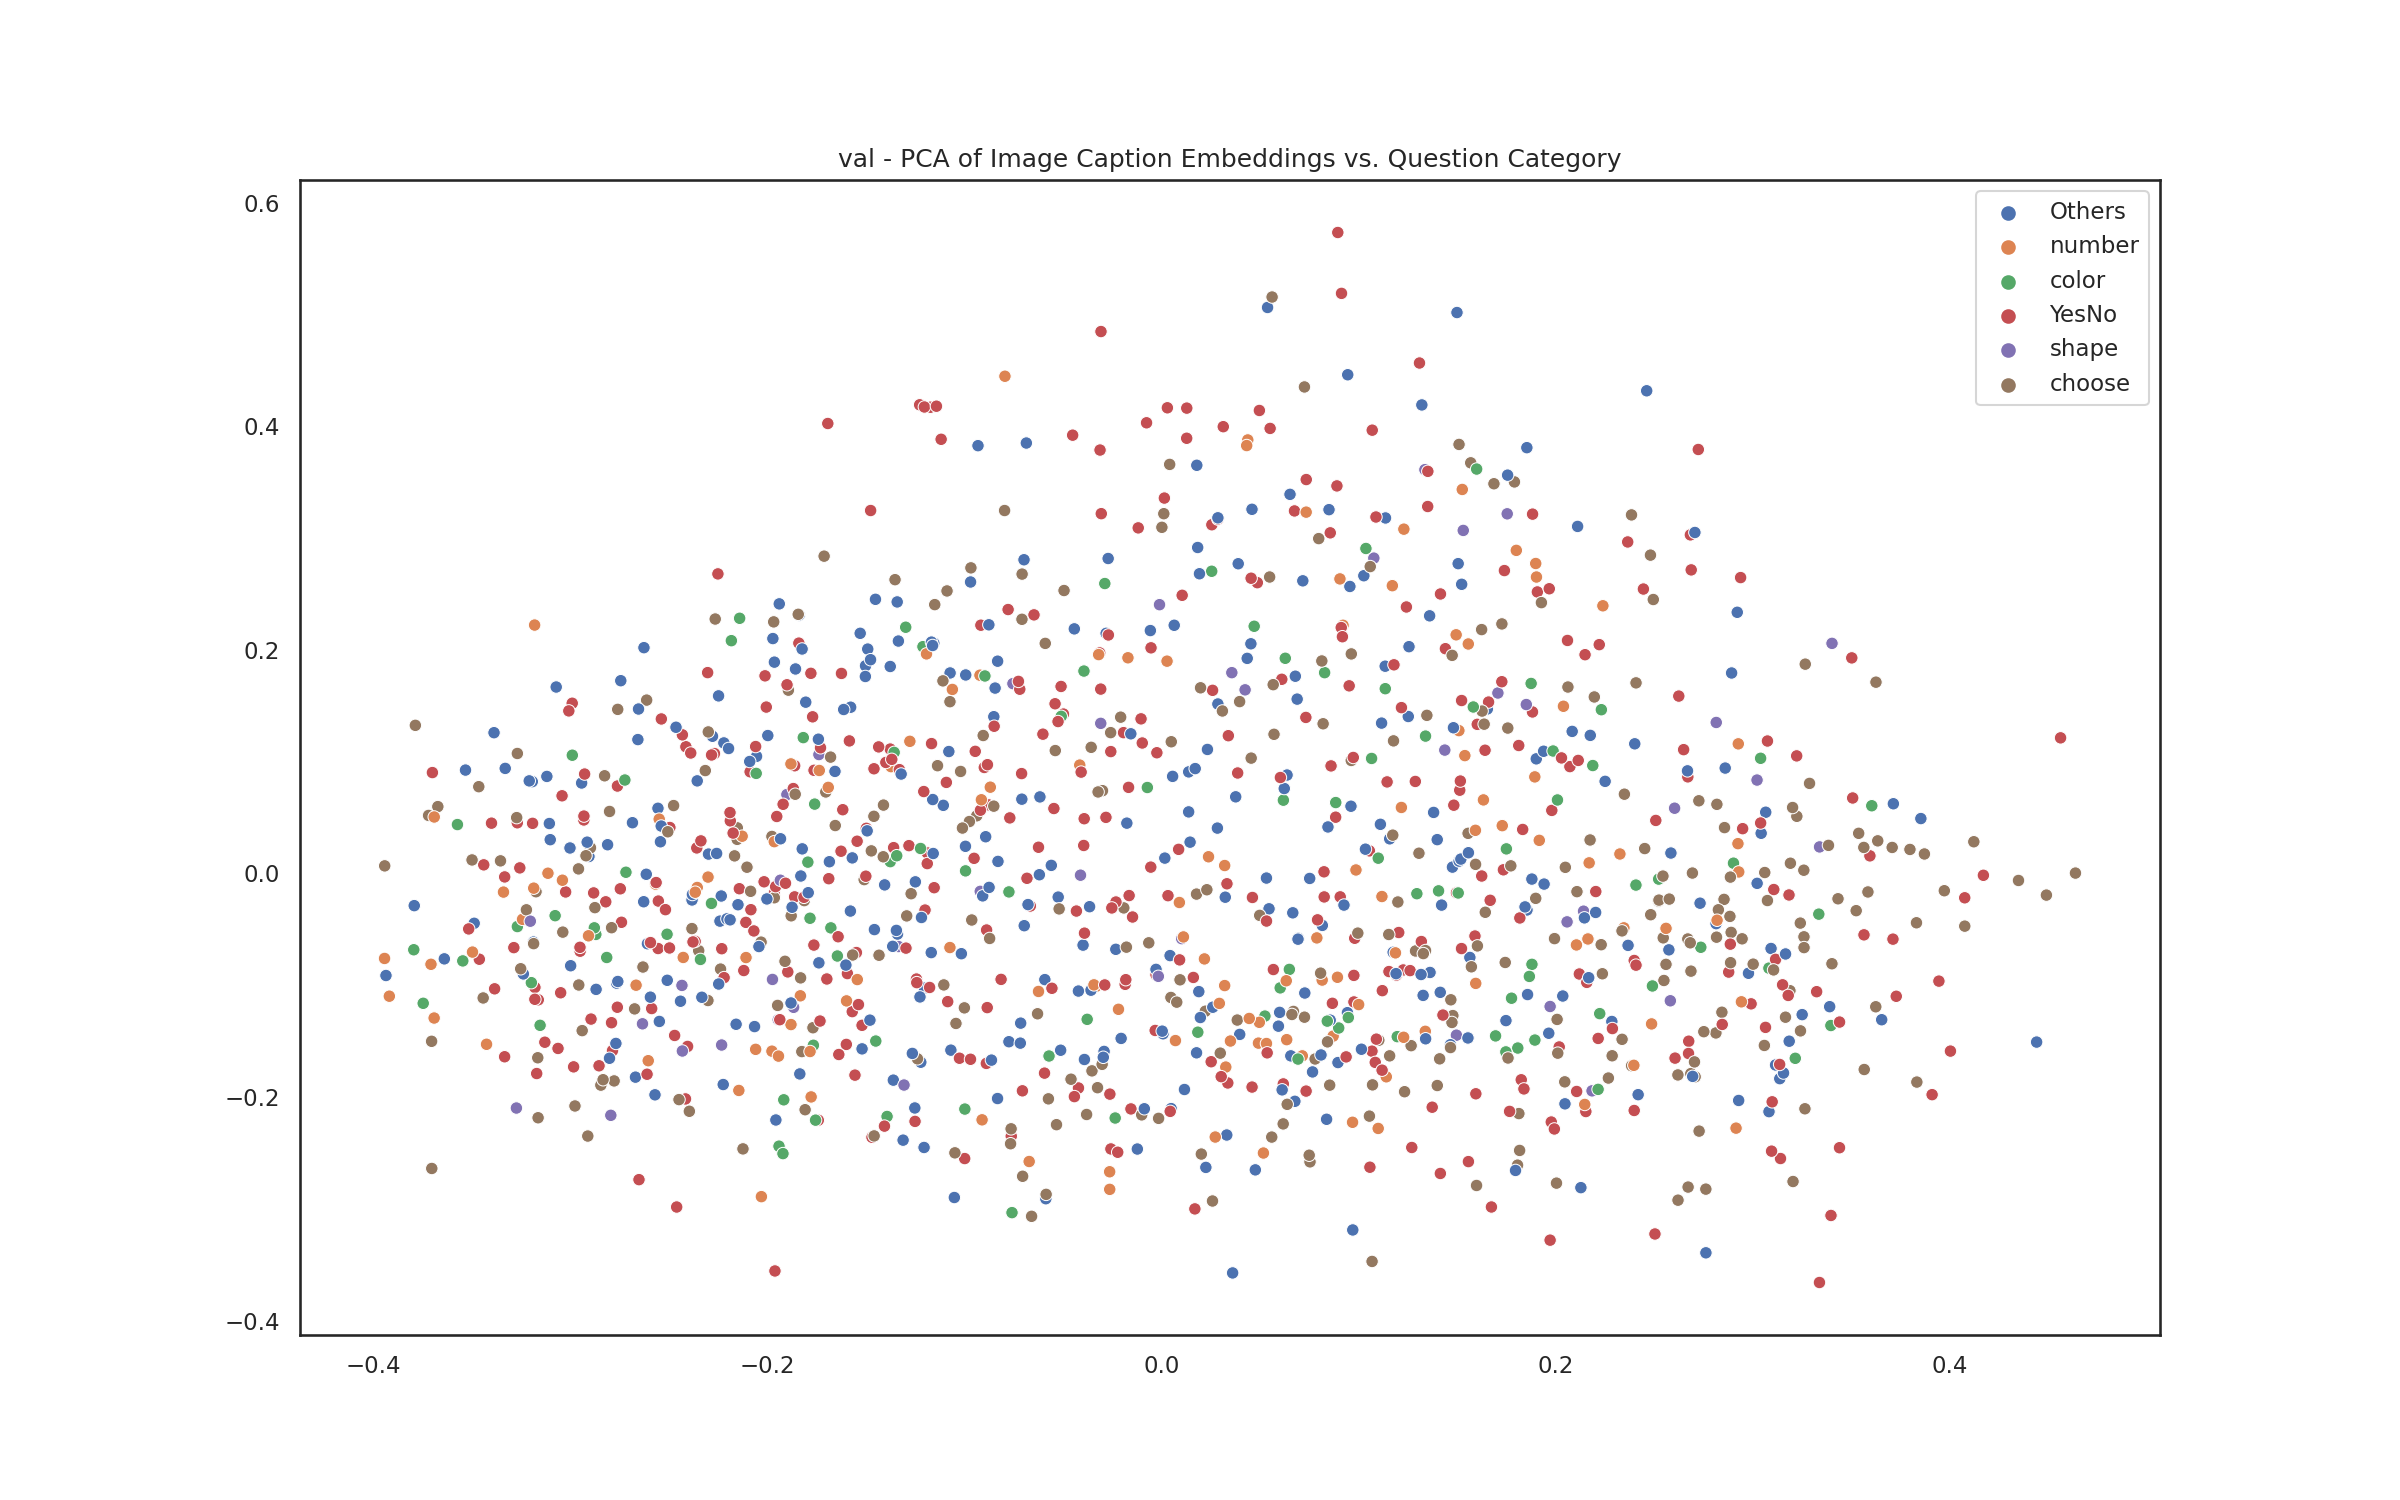 val - PCA of Image Caption Embeddings vs. Question Category
0.6
0.4
0.2
0.0
−0.2
−0.4
−0.4
−0.2
0.0
0.2
0.4
Others
number
color
YesNo
shape
choose